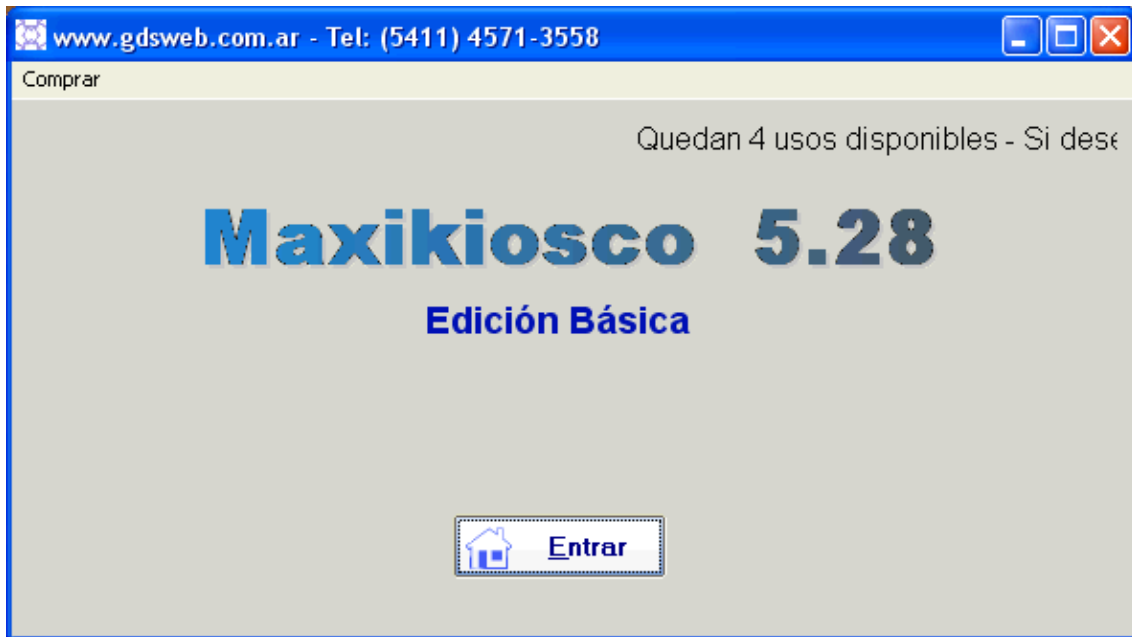 www.gdsweb.com.ar - Tel: (5411) 4571-3558
Comprar
Quedan 4 usos disponibles - Si
Maxikiosco 5.28
Edición Básica
Entrar